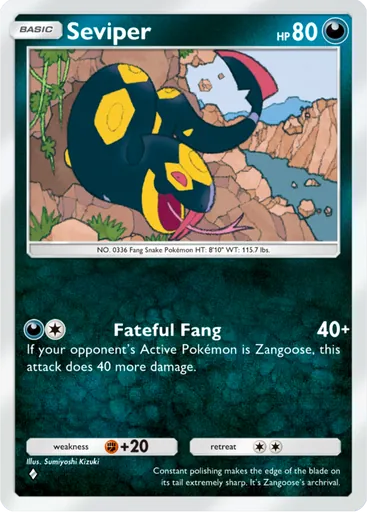 BASIC Seviper HP 80
NO. 0336 Fang Snake Pokémon HT: 8'10" WT: 115.7 lbs.
Fateful Fang 40+
If your opponent's Active Pokémon is Zangoose, this
attack does 40 more damage.
weakness +20 retreat
Illus. Sumiyoshi Kizuki
Constant polishing makes the edge of the blade on
its tail extremely sharp. It's Zangoose's archrival.